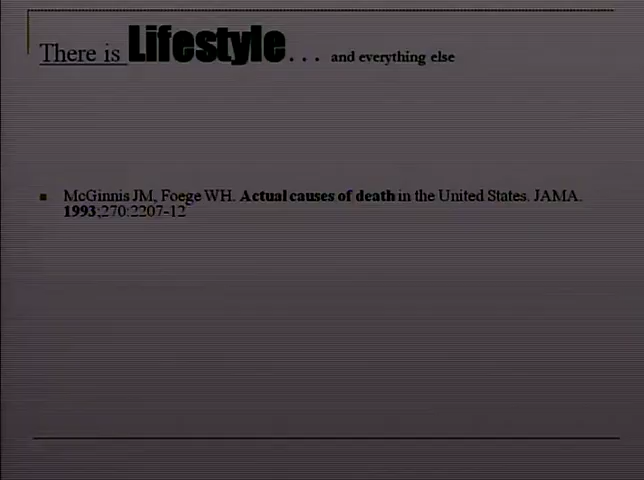 There is Lifestyle... and everything else
McGinnis JM, Foege WH. Actual causes of death in the United States. JAMA.
1993;270:2207-12